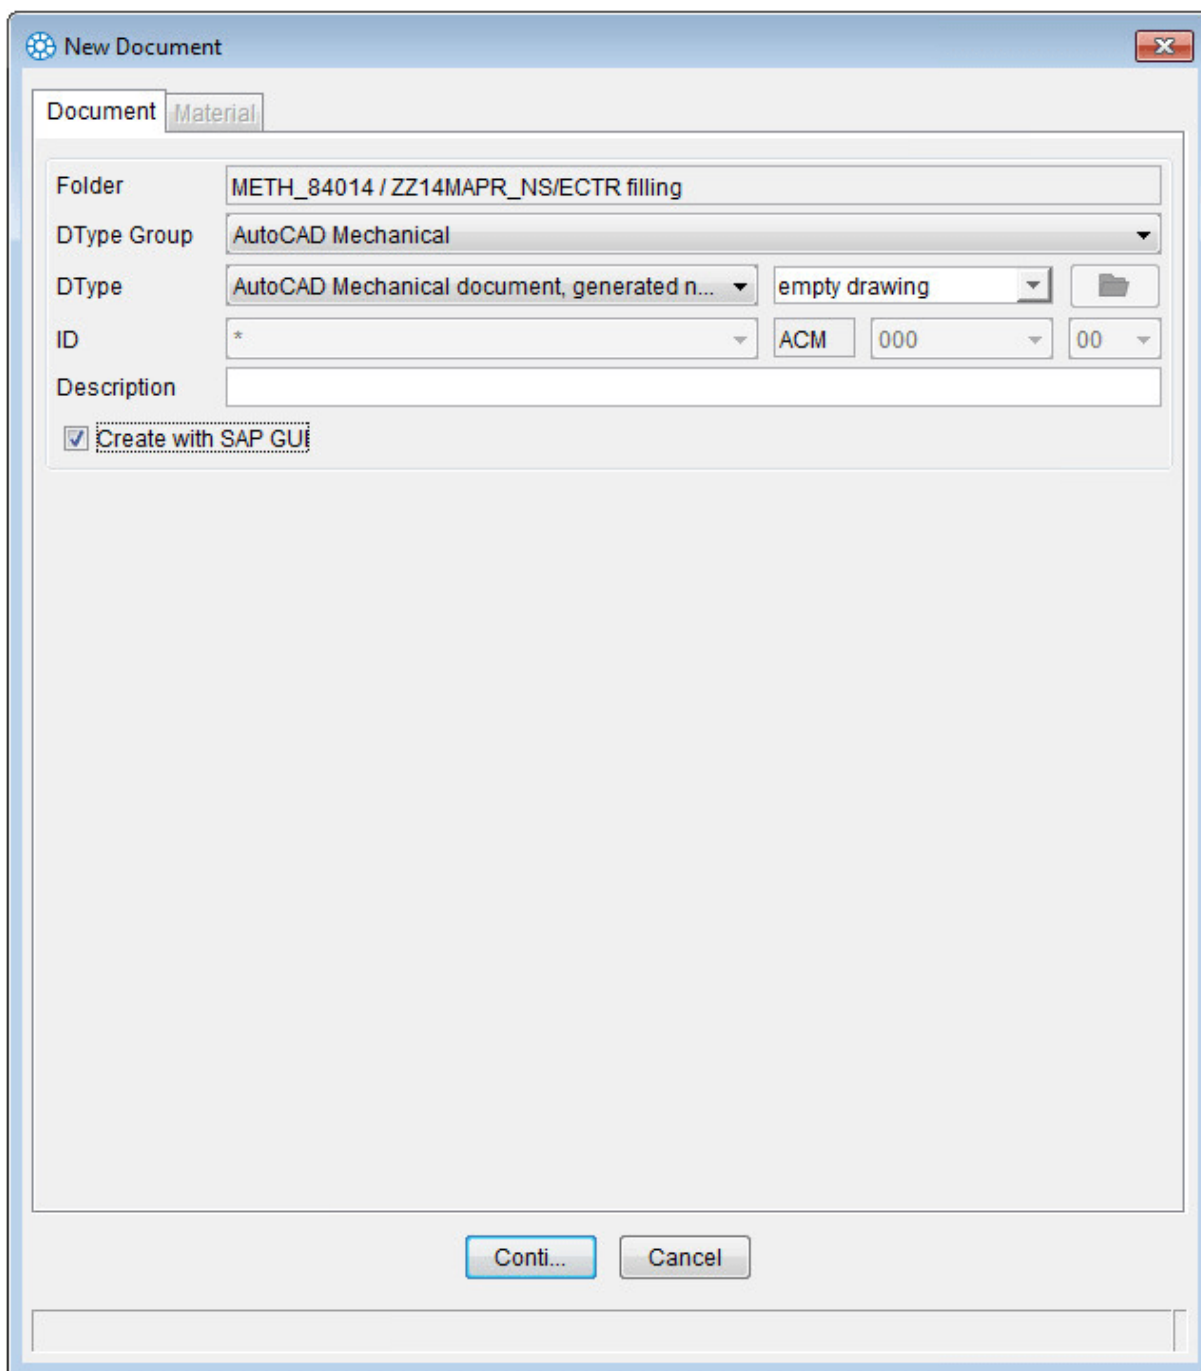 New Document
Document Material
Folder METH_84014 / ZZ14MAPR_NS/ECTR filling
DType Group AutoCAD Mechanical
DType AutoCAD Mechanical document, generated n... empty drawing
ID * ACM 000 00
Description
Create with SAP GUI
Conti... Cancel